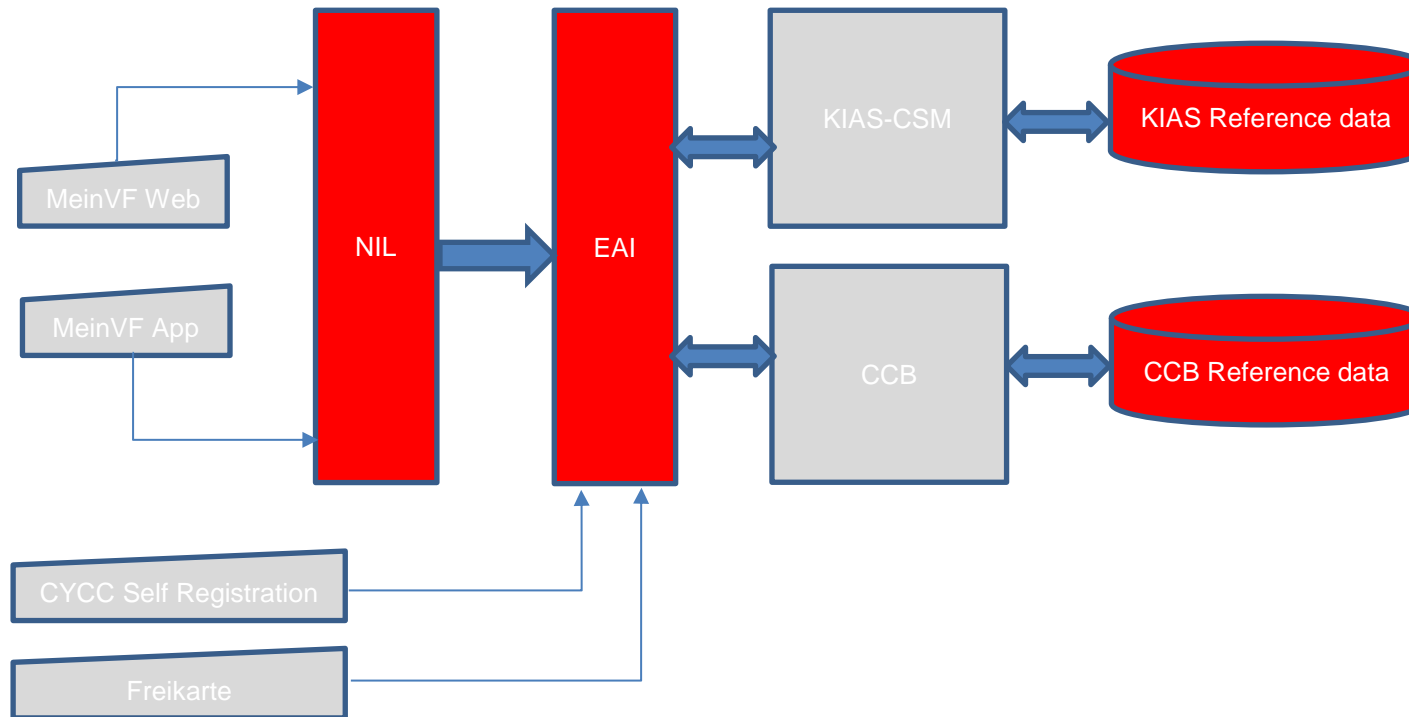 KIAS-CSM
KIAS Reference data
MeinVF Web
NIL
EAI
MeinVF App
CCB
CCB Reference data
CYCC Self Registration
Freikarte